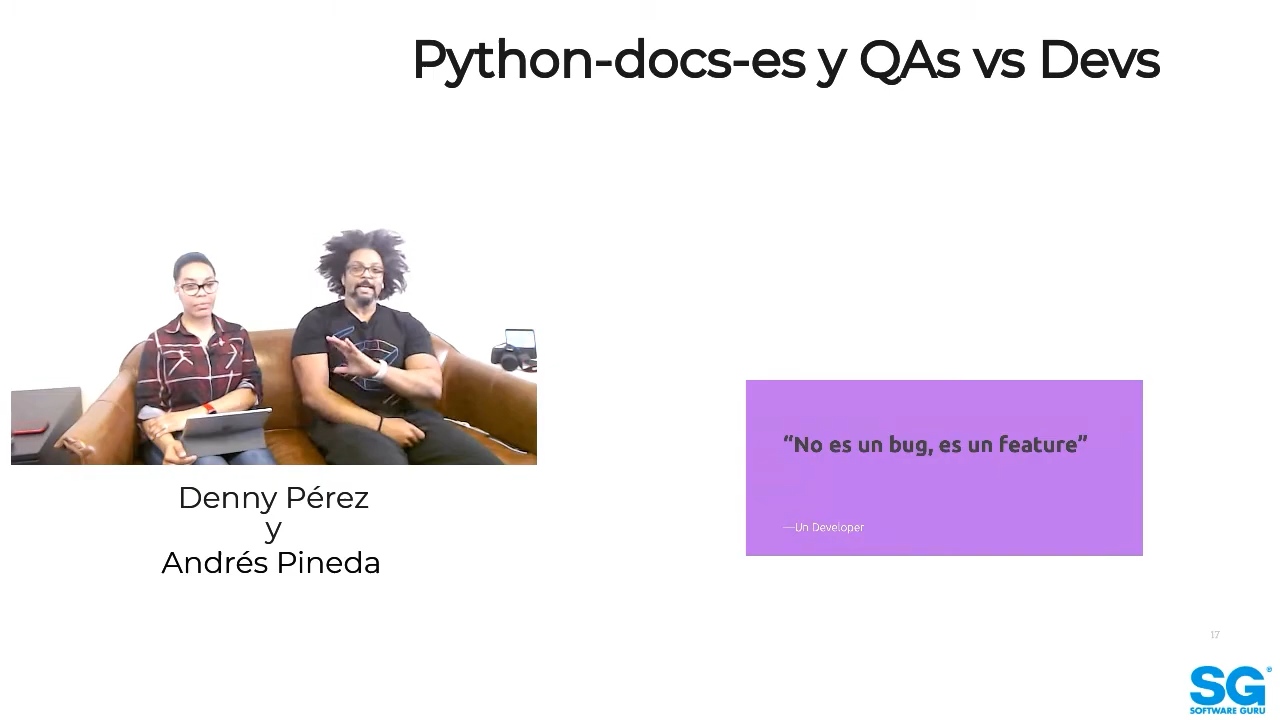 Python-docs-es y QAs vs Devs
Denny Pérez
y
Andrés Pineda
“No es un bug, es un feature”
—Un Developer
17
SG®
SOFTWARE GURU